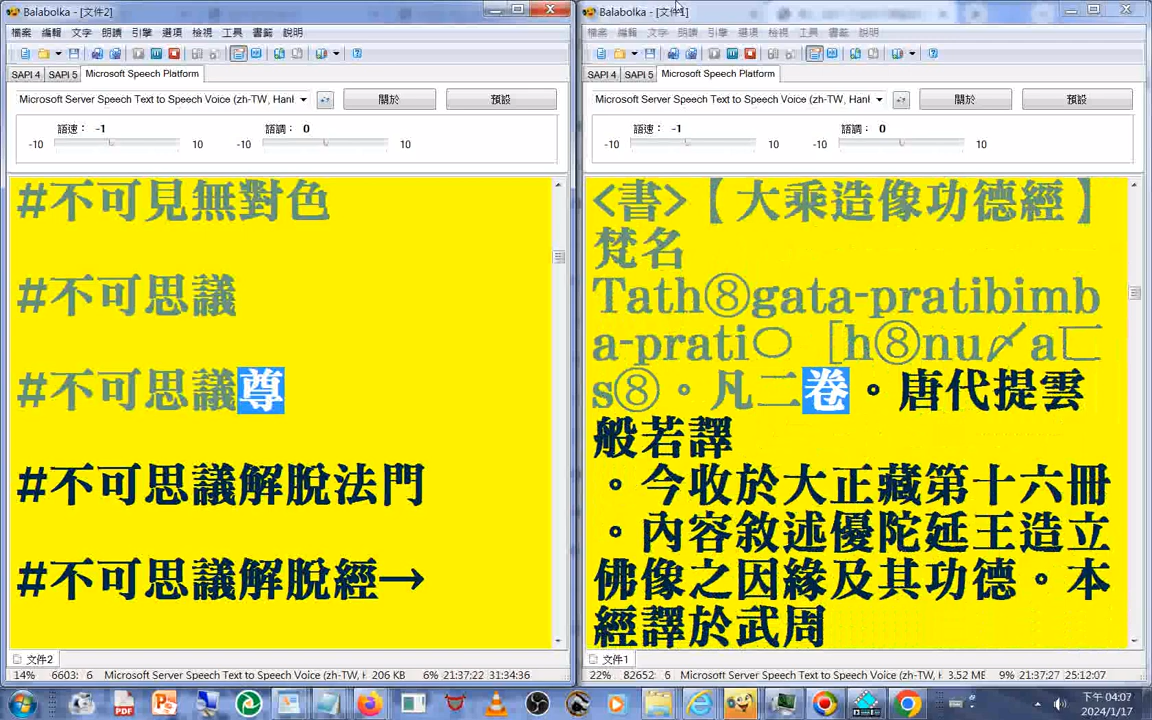 Balabolka - [文件2]
檔案 編輯 文字 朗讀 引擎 選項 檢視 工具 書籤 說明
SAPI 4 SAPI 5 Microsoft Speech Platform
Microsoft Server Speech Text to Speech Voice (zh-TW, Hanl
關於 預設
語速： -1 語調： 0
-10 10 -10 10
#不可見無對色
#不可思議
#不可思議尊
#不可思議解脫法門
#不可思議解脫經→
文件2
14% 6603: 6 Microsoft Server Speech Text to Speech Voice (zh-TW, H 206 KB 6% 21:37:22 31:34:36
Balabolka - [文件1]
檔案 編輯 文字 朗讀 引擎 選項 檢視 工具 書籤 說明
SAPI 4 SAPI 5 Microsoft Speech Platform
Microsoft Server Speech Text to Speech Voice (zh-TW, Hanl
關於 預設
語速： -1 語調： 0
-10 10 -10 10
<書>【大乘造像功德經】
梵名
Tath⑧gata-pratibimb
a-prati〇［h⑧nu〆a匚
s⑧。凡二卷。唐代提雲
般若譯
。今收於大正藏第十六冊
。內容敘述優陀延王造立
佛像之因緣及其功德。本
經譯於武周
文件1
22% 82652: 6 Microsoft Server Speech Text to Speech Voice (zh-TW, H 3.52 MB 9% 21:37:27 25:12:07
下午 04:07
2024/1/17